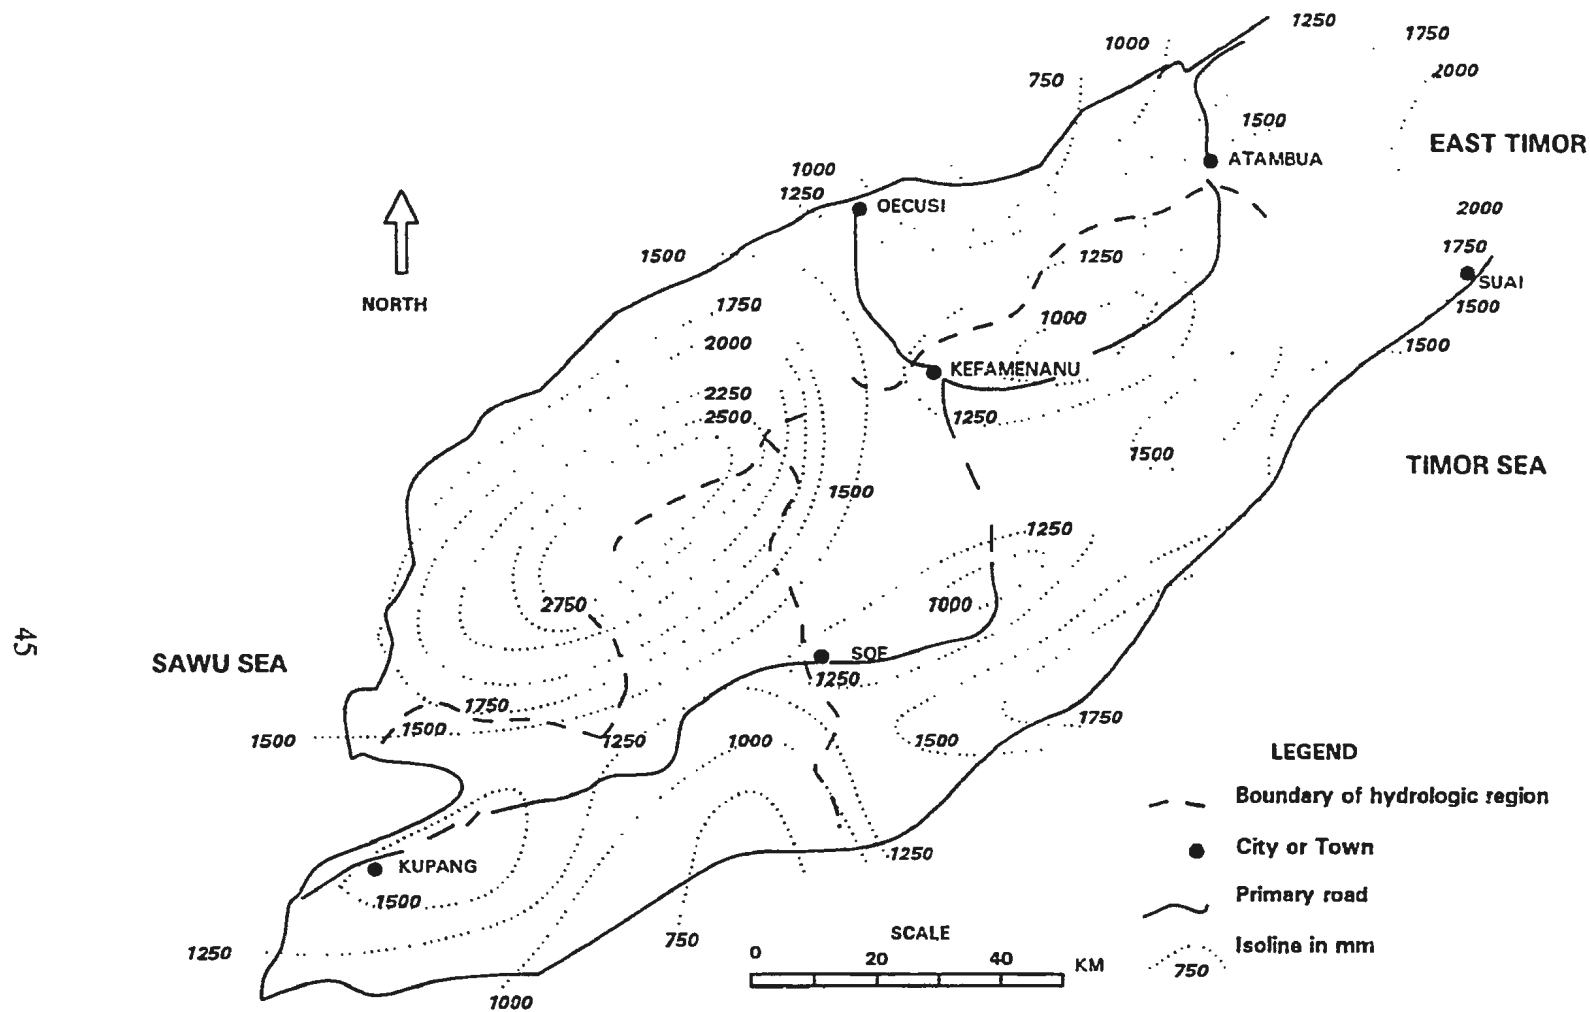 1250
1750
1000
2000
750
1500
EAST TIMOR
ATAMBUA
1000
1250
OECUSI
2000
1500
1250
1750
SUAI
NORTH
1750
1000
1500
2000
1500
KEFAMENANU
2250
2500
1250
1500
TIMOR SEA
1500
1250
2750
1000
45
SAWU SEA
SOE
1250
1750
1500
1750
1500
1250
1000
1500
LEGEND
Boundary of hydrologic region
City or Town
1250
KUPANG
1500
Primary road
750
SCALE
1250
Isoline in mm
0 20 40 KM
750
1000